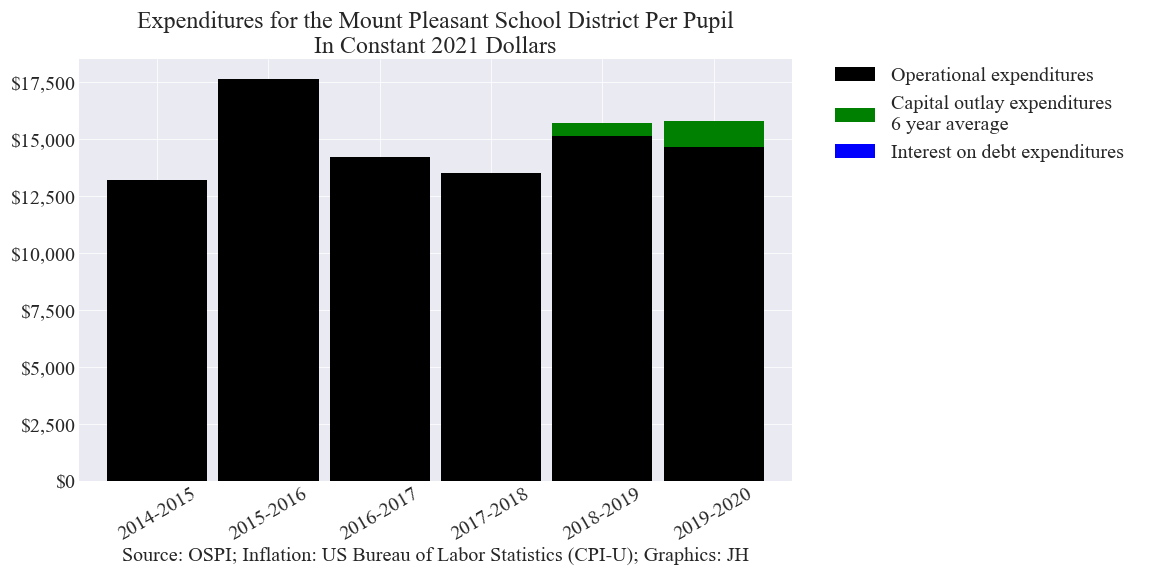 Expenditures for the Mount Pleasant School District Per Pupil
In Constant 2021 Dollars
$17,500
$15,000
$12,500
$10,000
$7,500
$5,000
$2,500
$0
2014-2015
2015-2016
2016-2017
2017-2018
2018-2019
2019-2020
Source: OSPI; Inflation: US Bureau of Labor Statistics (CPI-U); Graphics: JH
Operational expenditures
Capital outlay expenditures
6 year average
Interest on debt expenditures